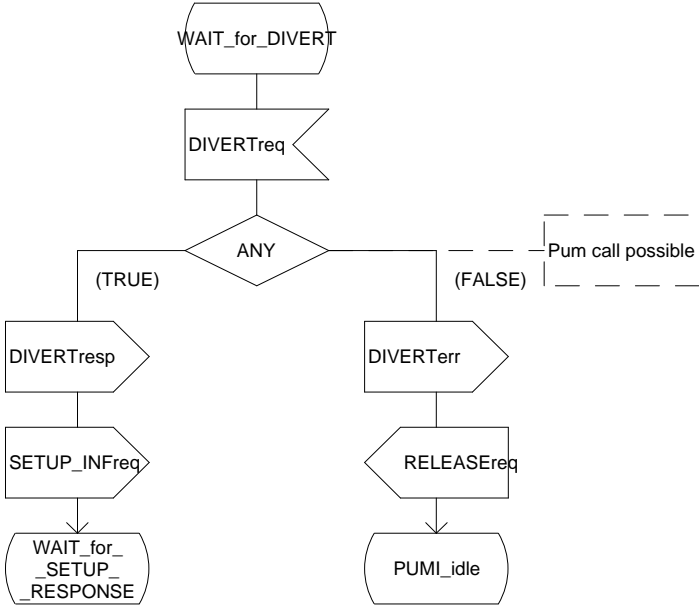 WAIT_for_DIVERT
DIVERTreq
ANY
Pum call possible
(TRUE)
(FALSE)
DIVERTresp
DIVERTerr
SETUP_INFreq
RELEASEreq
WAIT_for_
_SETUP_
_RESPONSE
PUMI_idle